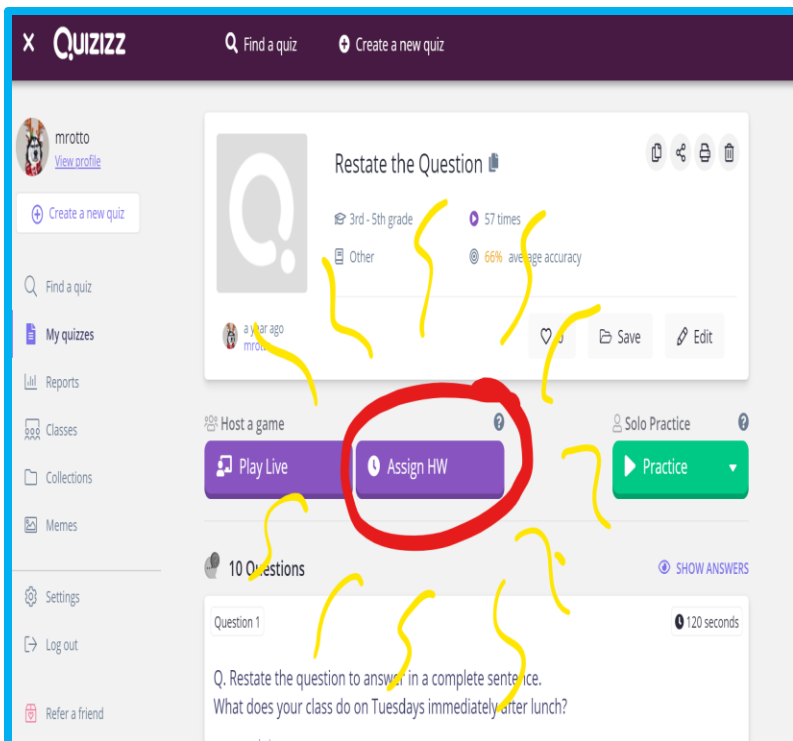 × QUIZIZZ Find a quiz Create a new quiz
mrotto
View profile
Create a new quiz
Find a quiz
My quizzes
Reports
Classes
Collections
Memes
Settings
Log out
Refer a friend
Restate the Question
3rd - 5th grade 57 times
Other 66% average accuracy
a year ago
Save Edit
Host a game ? Solo Practice ?
Play Live Assign HW Practice
10 Questions SHOW ANSWERS
Question 1 120 seconds
Q. Restate the question to answer in a complete sentence.
What does your class do on Tuesdays immediately after lunch?